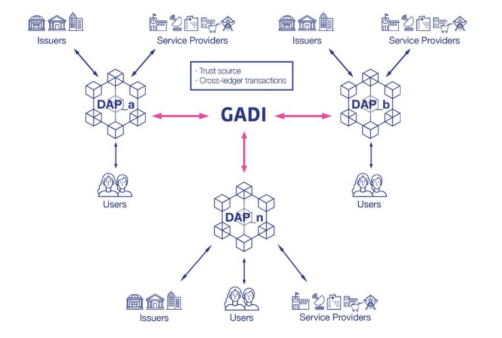 Issuers
Service Providers
Issuers
Service Providers
- Trust source
- Cross-ledger transactions
DAP_a
GADI
DAP_b
Users
Users
DAP_n
Issuers
Users
Service Providers